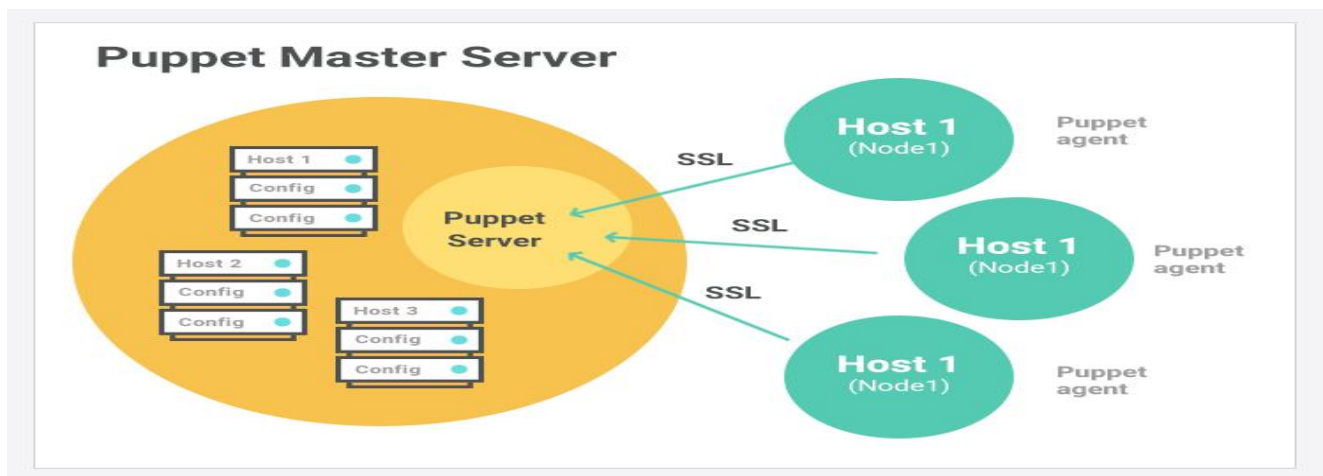 Puppet Master Server
Host 1
Config
Config
Host 2
Config
Config
Host 3
Config
Config
Puppet
Server
SSL
SSL
SSL
Host 1
(Node1)
Puppet
agent
Host 1
(Node1)
Puppet
agent
Host 1
(Node1)
Puppet
agent